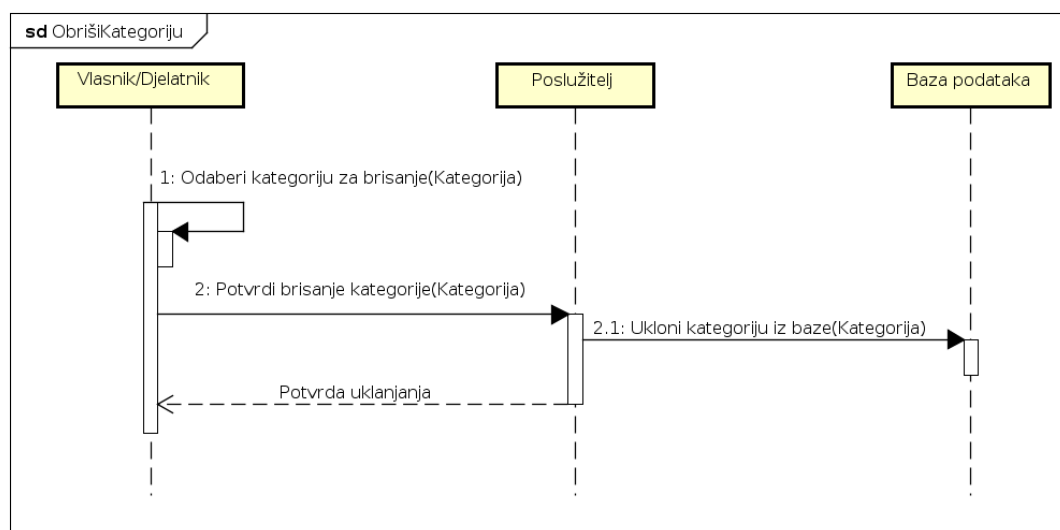 sd ObrišiKategoriju
Vlasnik/Djelatnik
Poslužitelj
Baza podataka
1: Odaberi kategoriju za brisanje(Kategorija)
2: Potvrdi brisanje kategorije(Kategorija)
2.1: Ukloni kategoriju iz baze(Kategorija)
Potvrda uklanjanja